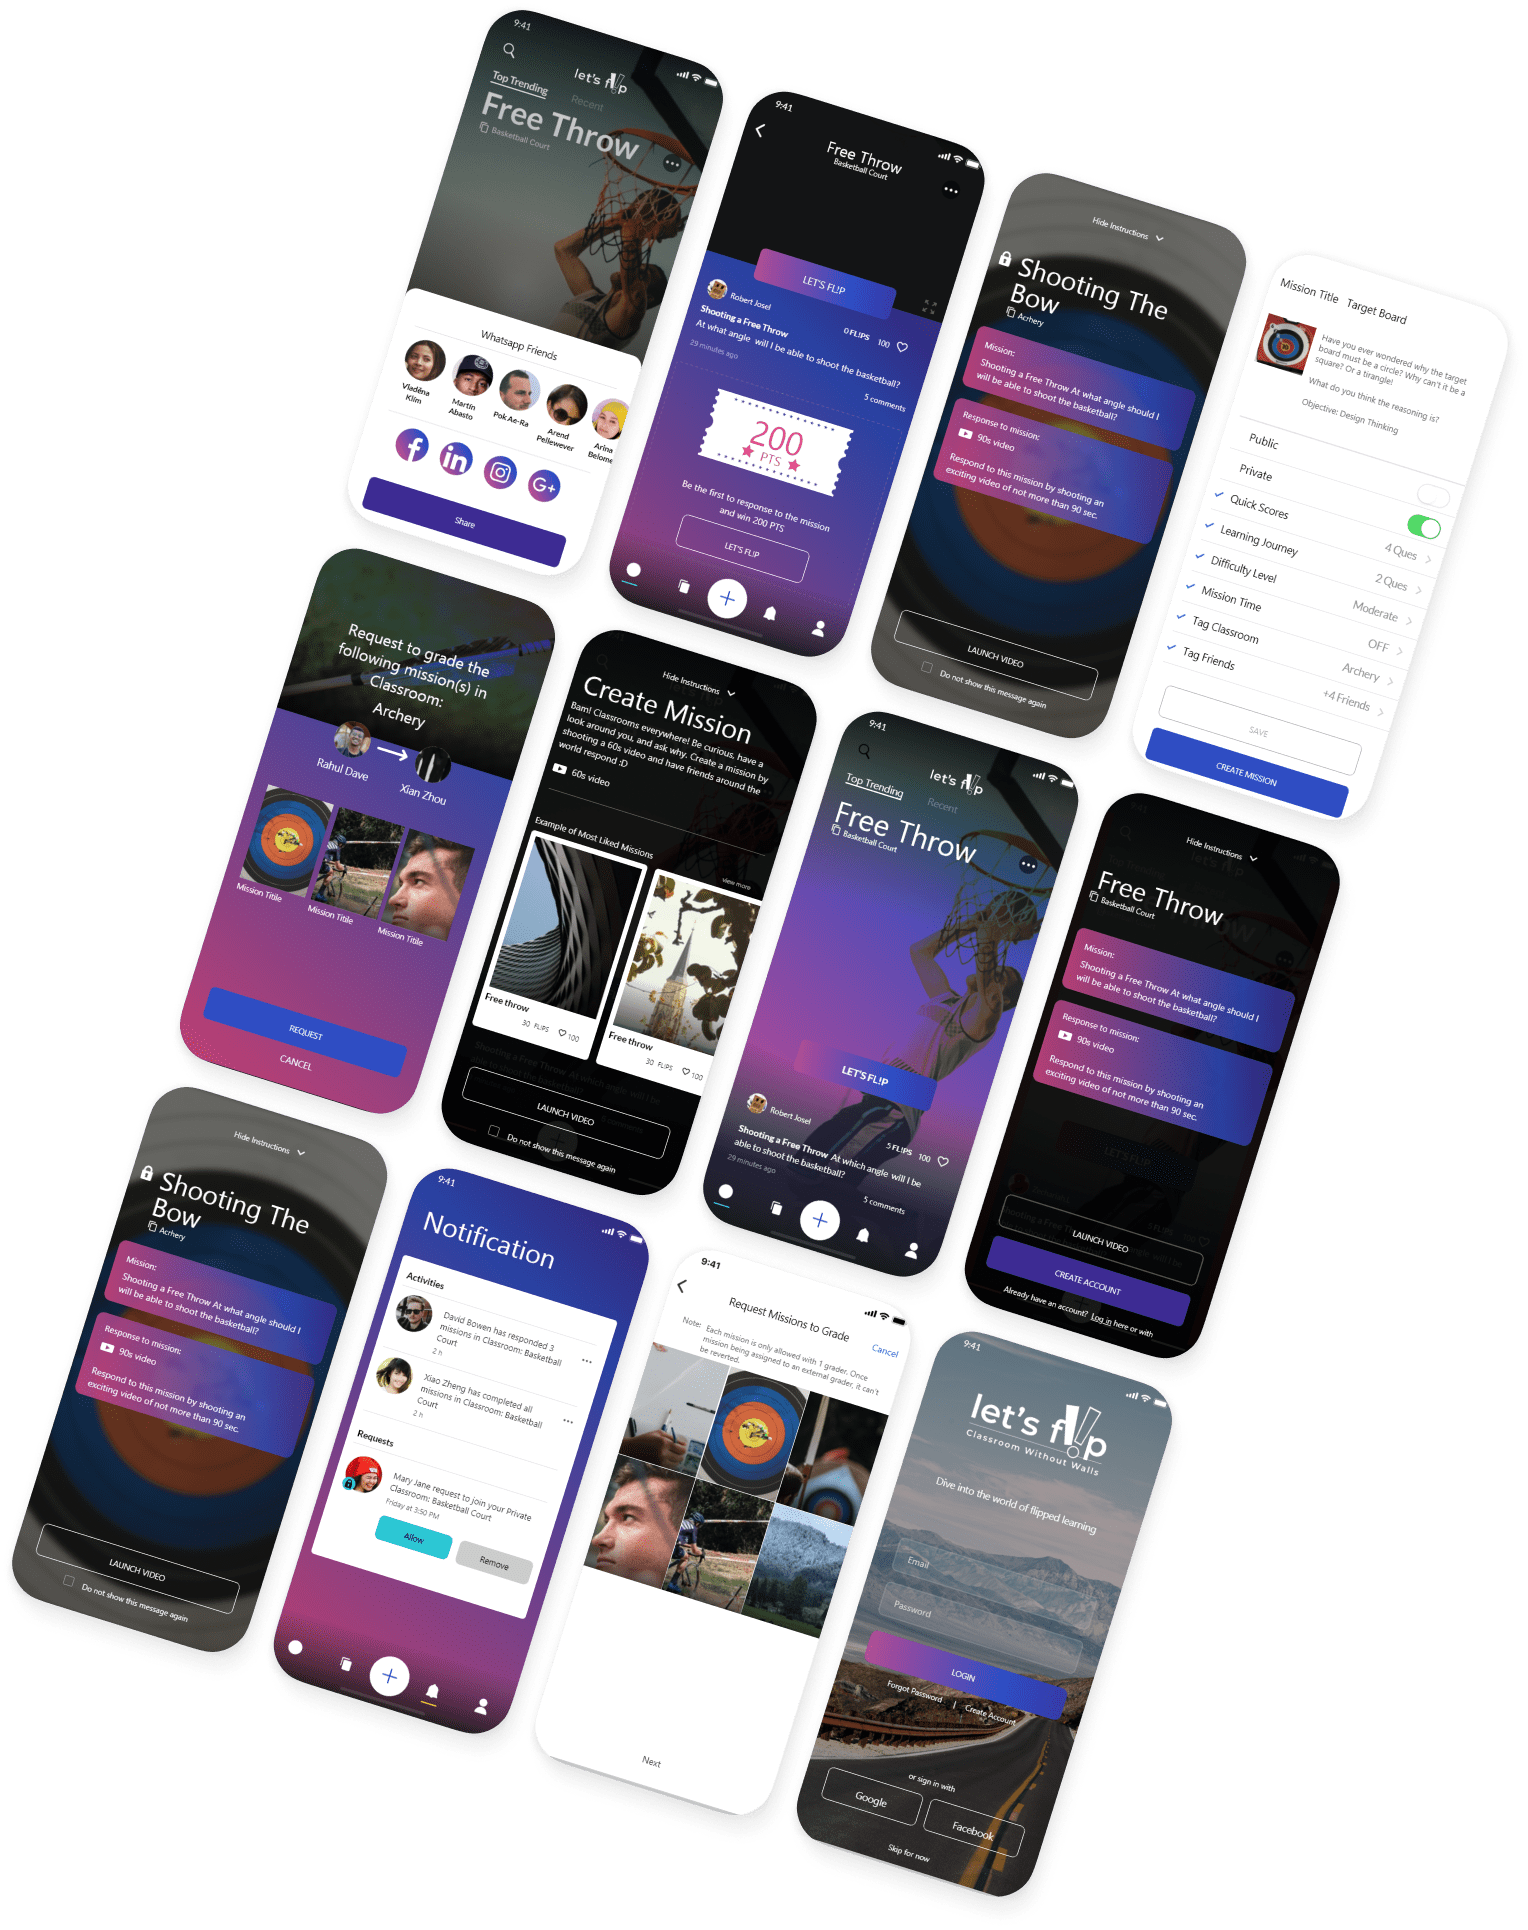 9:41
let's fl!p
Top Trending
Recent
Free Throw
Basketball Court
Whatsapp Friends
Vladěna
Klim
Martin
Abasto
Pok Ae-Ra
Arend
Pellewever
Arina
Belome
Share
9:41
Free Throw
Basketball Court
LET'S FL!P
Robert Josel
0 FL!PS 100
Shooting a Free Throw
At what angle will I be able to shoot the basketball?
29 minutes ago
5 comments
200
PTS
Be the first to response to the mission
and win 200 PTS
LET'S FL!P
Hide Instructions
Shooting The
Bow
Acrhery
Mission:
Shooting a Free Throw At what angle should I
will be able to shoot the basketball?
Response to mission:
90s video
Respond to this mission by shooting an
exciting video of not more than 90 sec.
LAUNCH VIDEO
Do not show this message again
Mission Title Target Board
Have you ever wondered why the target
board must be a circle? Why can't it be a
square? Or a tirangle!
What do you think the reasoning is?
Objective: Design Thinking
Public
Private
Quick Scores
4 Ques
Learning Journey
2 Ques
Difficulty Level
Moderate
Mission Time
OFF
Tag Classroom
Archery
Tag Friends
+4 Friends
SAVE
CREATE MISSION
Request to grade the
following mission(s) in
Classroom:
Archery
Rahul Dave
Xian Zhou
Mission Titile
Mission Titile
Mission Titile
REQUEST
CANCEL
Hide Instructions
Create Mission
Bam! Classrooms everywhere! Be curious, have a
look around you, and ask why. Create a mission by
shooting a 60s video and have friends around the
world respond :D
60s video
Example of Most Liked Missions
view more
Free throw
30 FLIPS 100
Free throw
30 FLIPS 100
LAUNCH VIDEO
Do not show this message again
9:41
let's fl!p
Top Trending
Recent
Free Throw
Basketball Court
LET'S FL!P
Robert Josel
5 FL!PS 100
Shooting a Free Throw At which angle will I be
able to shoot the basketball?
29 minutes ago
5 comments
Hide Instructions
Free Throw
Basketball Court
Mission:
Shooting a Free Throw At what angle should I
will be able to shoot the basketball?
Response to mission:
90s video
Respond to this mission by shooting an
exciting video of not more than 90 sec.
LET'S FL!P
LAUNCH VIDEO
CREATE ACCOUNT
Already have an account? Log in here or with
Hide Instructions
Shooting The
Bow
Acrhery
Mission:
Shooting a Free Throw At what angle should I
will be able to shoot the basketball?
Response to mission:
90s video
Respond to this mission by shooting an
exciting video of not more than 90 sec.
LAUNCH VIDEO
Do not show this message again
9:41
Notification
Activities
David Bowen has responded 3
missions in Classroom: Basketball
Court
2 h
Xiao Zheng has completed all
missions in Classroom: Basketball
Court
2 h
Requests
Mary Jane request to join your Private
Classroom: Basketball Court
Friday at 3:50 PM
Allow
Remove
9:41
Request Missions to Grade
Cancel
Note: Each mission is only allowed with 1 grader. Once
mission being assigned to an external grader, it can't
be reverted.
Next
9:41
let's fl!p
Classroom Without Walls
Dive into the world of flipped learning
Email
Password
LOGIN
Forgot Password | Create Account
or sign in with
Google
Facebook
Skip for now